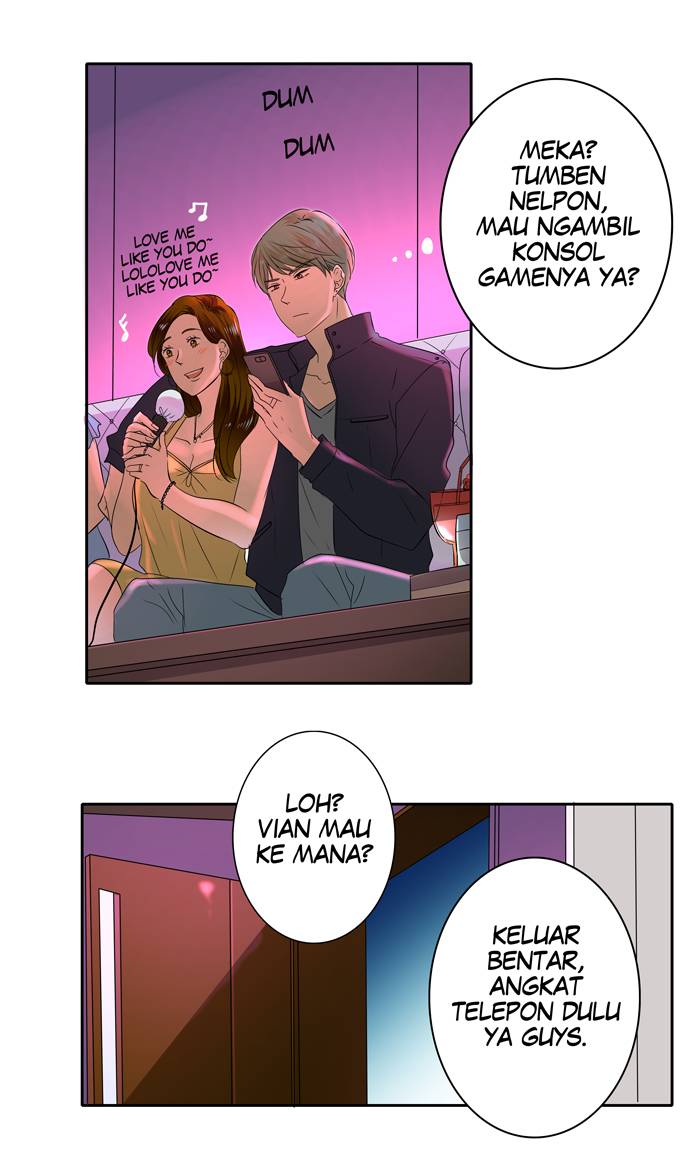 DUM
DUM
MEKA?
TUMBEN
NELPON,
MAU NGAMBIL
KONSOL
GAMENYA YA?
LOVE ME
LIKE YOU DO~
LOLOLOVE ME
LIKE YOU DO~
LOH?
VIAN MAU
KE MANA?
KELUAR
BENTAR,
ANGKAT
TELEPON DULU
YA GUYS.